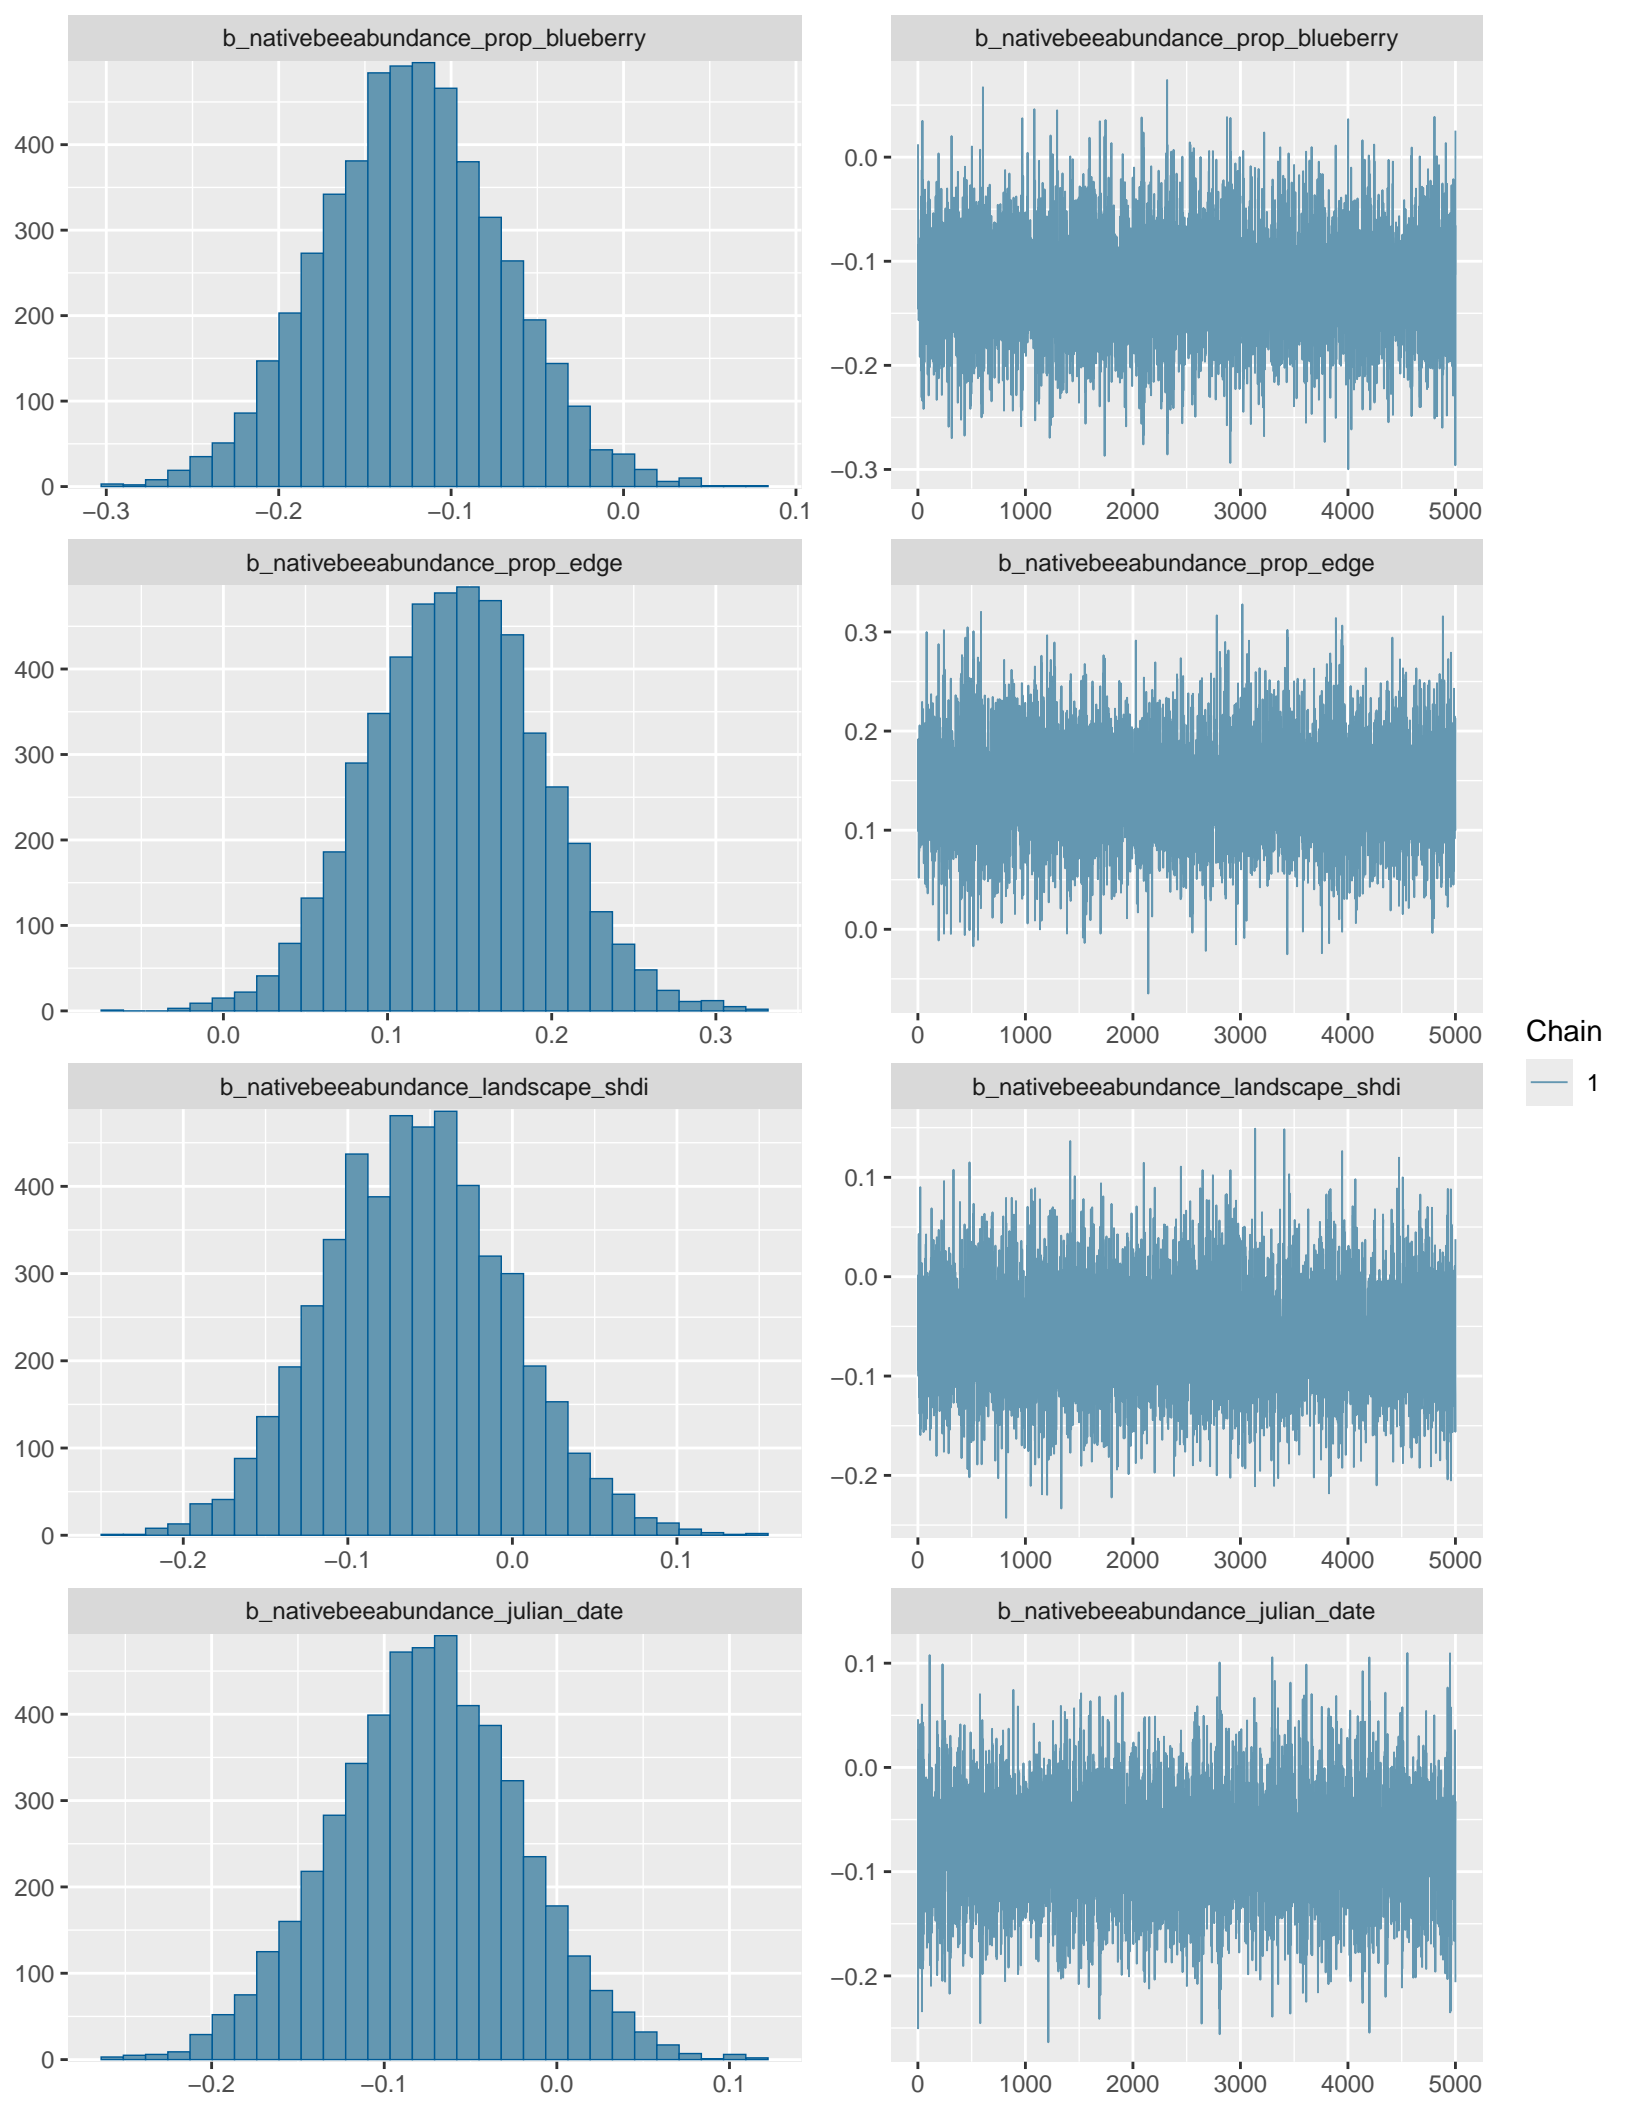 b_nativebeeabundance_prop_blueberry
b_nativebeeabundance_prop_blueberry
400
300
200
100
0
−0.3 −0.2 −0.1 0.0 0.1
0.0
−0.1
−0.2
−0.3
0 1000 2000 3000 4000 5000
b_nativebeeabundance_prop_edge
b_nativebeeabundance_prop_edge
400
300
200
100
0
0.0 0.1 0.2 0.3
0.3
0.2
0.1
0.0
0 1000 2000 3000 4000 5000
Chain
1
b_nativebeeabundance_landscape_shdi
b_nativebeeabundance_landscape_shdi
400
300
200
100
0
−0.2 −0.1 0.0 0.1
0.1
0.0
−0.1
−0.2
0 1000 2000 3000 4000 5000
b_nativebeeabundance_julian_date
b_nativebeeabundance_julian_date
400
300
200
100
0
−0.2 −0.1 0.0 0.1
0.1
0.0
−0.1
−0.2
0 1000 2000 3000 4000 5000